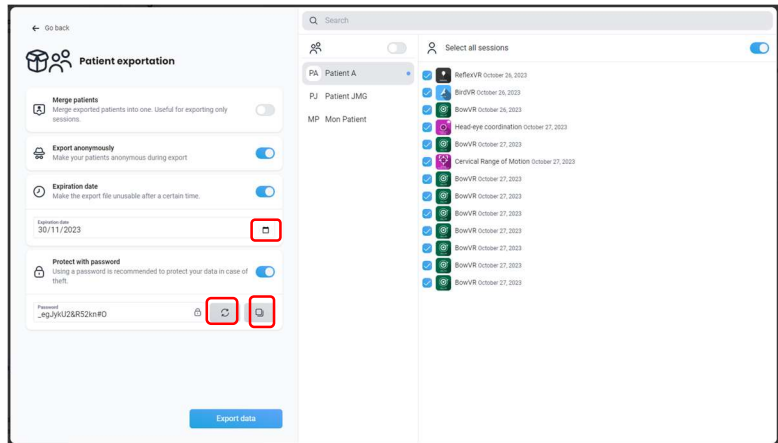 Go back
Patient exportation
Merge patients
Merge exported patients into one. Useful for exporting only
sessions.
Export anonymously
Make your patients anonymous during export
Expiration date
Make the export file unusable after a certain time.
Expiration date
30/11/2023
Protect with password
Using a password is recommended to protect your data in case of
theft.
Password
_egJykU2&R52kn#O
Export data
Search
PA Patient A
PJ Patient JMG
MP Mon Patient
Select all sessions
ReflexVR October 26, 2023
BirdVR October 26, 2023
BowVR October 26, 2023
Head-eye coordination October 27, 2023
BowVR October 27, 2023
Cervical Range of Motion October 27, 2023
BowVR October 27, 2023
BowVR October 27, 2023
BowVR October 27, 2023
BowVR October 27, 2023
BowVR October 27, 2023
BowVR October 27, 2023
BowVR October 27, 2023